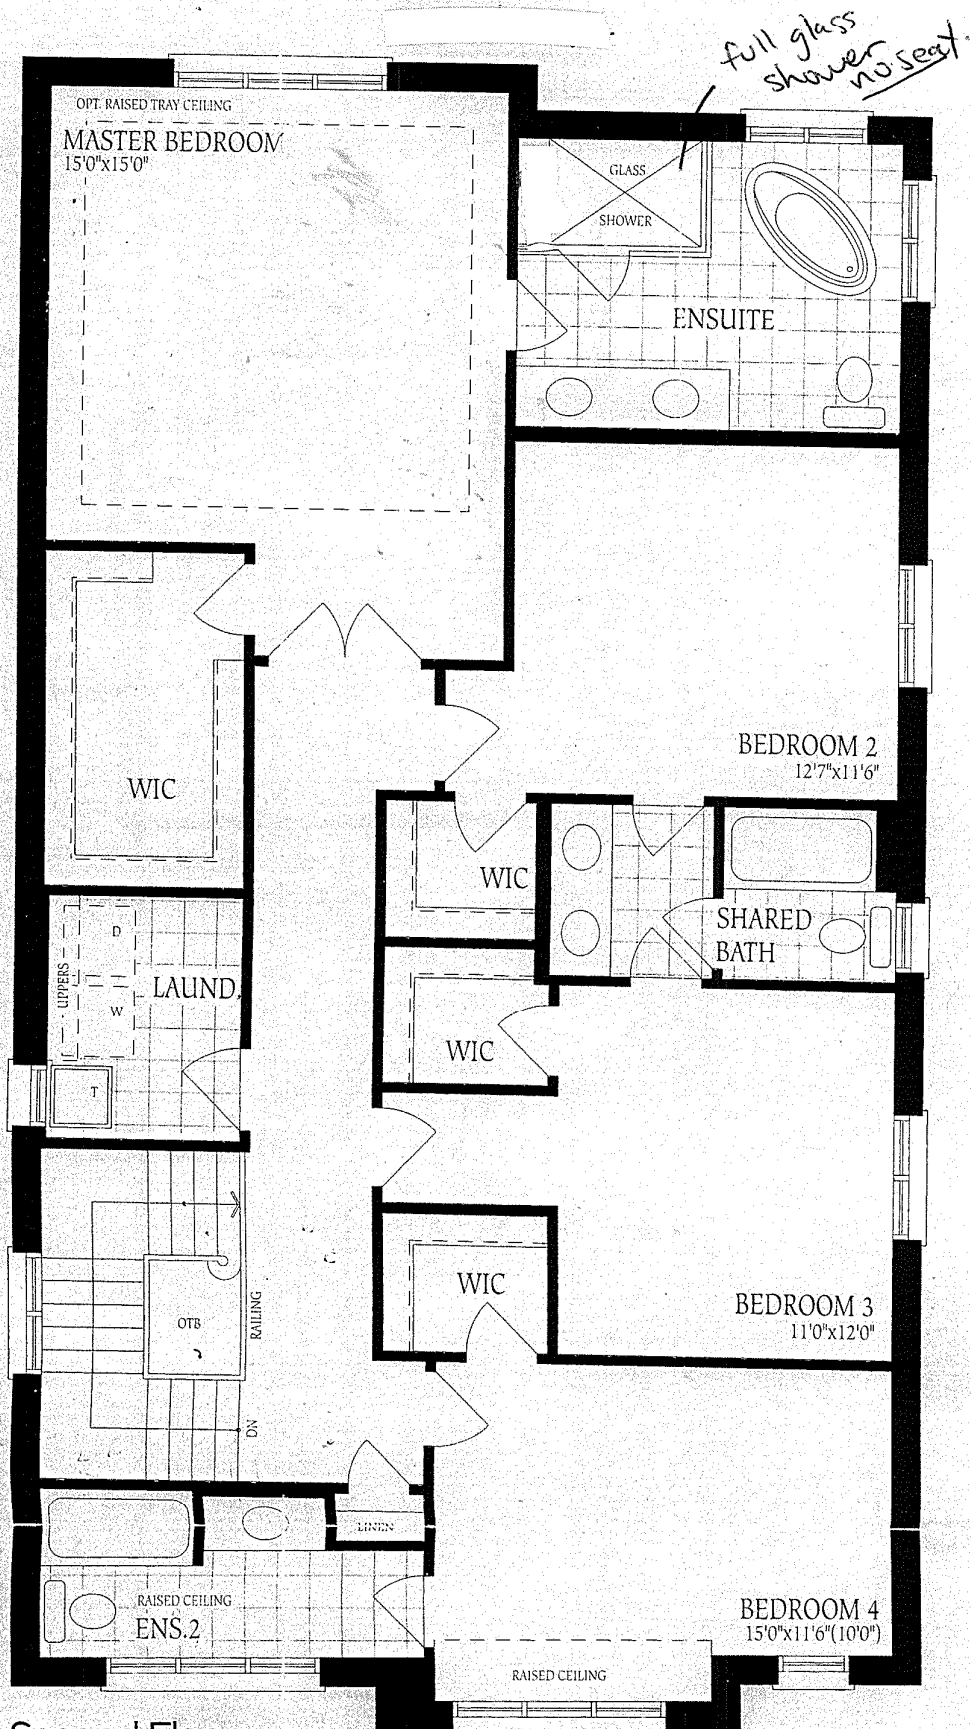 full glass
shower
no seat
OPT. RAISED TRAY CEILING
MASTER BEDROOM
15'0"x15'0"
GLASS
SHOWER
ENSUITE
BEDROOM 2
12'7"x11'6"
WIC
WIC
SHARED
BATH
D
UPPERS
W
LAUND.
T
WIC
WIC
OTB
RAILING
DN
BEDROOM 3
11'0"x12'0"
LINEN
RAISED CEILING
ENS.2
BEDROOM 4
15'0"x11'6"(10'0")
RAISED CEILING